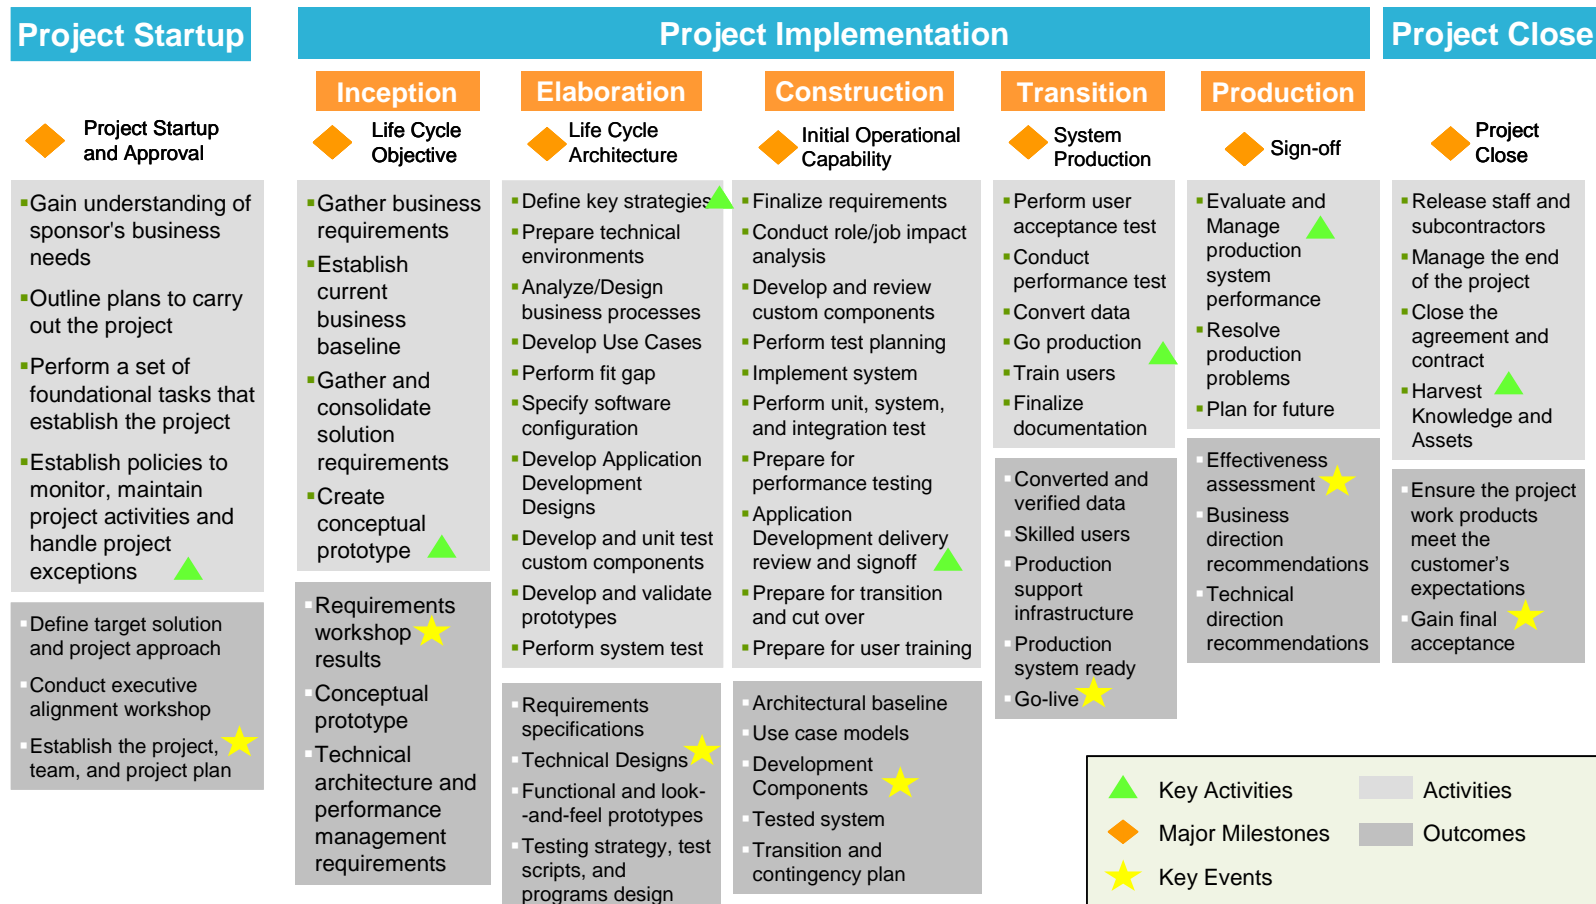 Project Startup
Project Implementation
Project Close
Inception
Elaboration
Construction
Transition
Production
Project Startup
and Approval
Life Cycle
Objective
Life Cycle
Architecture
Initial Operational
Capability
System
Production
Sign-off
Project
Close
Gain understanding of
sponsor's business
needs
Outline plans to carry
out the project
Perform a set of
foundational tasks that
establish the project
Establish policies to
monitor, maintain
project activities and
handle project
exceptions
Define target solution
and project approach
Conduct executive
alignment workshop
Establish the project,
team, and project plan
Gather business
requirements
Establish
current
business
baseline
Gather and
consolidate
solution
requirements
Create
conceptual
prototype
Requirements
workshop
results
Conceptual
prototype
Technical
architecture and
performance
management
requirements
Define key strategies
Prepare technical
environments
Analyze/Design
business processes
Develop Use Cases
Perform fit gap
Specify software
configuration
Develop Application
Development
Designs
Develop and unit test
custom components
Develop and validate
prototypes
Perform system test
Requirements
specifications
Technical Designs
Functional and look-
-and-feel prototypes
Testing strategy, test
scripts, and
programs design
Finalize requirements
Conduct role/job impact
analysis
Develop and review
custom components
Perform test planning
Implement system
Perform unit, system,
and integration test
Prepare for
performance testing
Application
Development delivery
review and signoff
Prepare for transition
and cut over
Prepare for user training
Architectural baseline
Use case models
Development
Components
Tested system
Transition and
contingency plan
Perform user
acceptance test
Conduct
performance test
Convert data
Go production
Train users
Finalize
documentation
Converted and
verified data
Skilled users
Production
support
infrastructure
Production
system ready
Go-live
Evaluate and
Manage
production
system
performance
Resolve
production
problems
Plan for future
Effectiveness
assessment
Business
direction
recommendations
Technical
direction
recommendations
Release staff and
subcontractors
Manage the end
of the project
Close the
agreement and
contract
Harvest
Knowledge and
Assets
Ensure the project
work products
meet the
customer’s
expectations
Gain final
acceptance
Key Activities
Activities
Major Milestones
Outcomes
Key Events